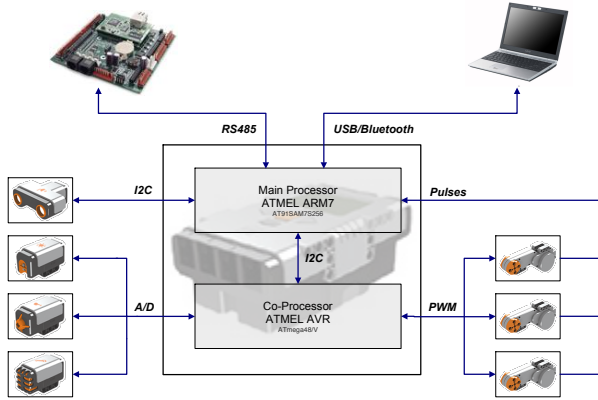 RS485
USB/Bluetooth
I2C
Main Processor
ATMEL ARM7
AT91SAM7S256
Pulses
I2C
A/D
Co-Processor
ATMEL AVR
ATmega48/V
PWM